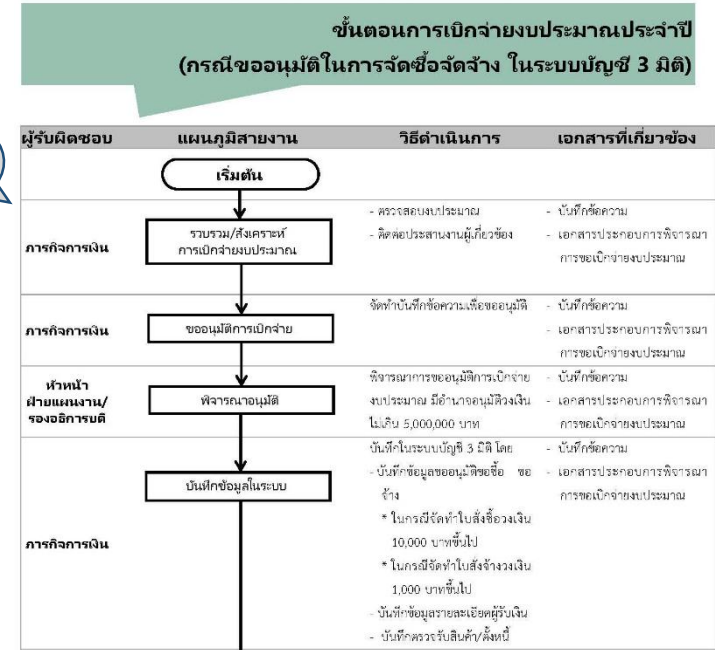 ขั้นตอนการเบิกจ่ายงบประมาณประจำปี
(กรณีขออนุมัติในการจัดซื้อจัดจ้าง ในระบบบัญชี 3 มิติ)
ผู้รับผิดชอบ แผนภูมิสายงาน วิธีดำเนินการ เอกสารที่เกี่ยวข้อง
เริ่มต้น
ภารกิจการเงิน
รวบรวม/สังเคราะห์
การเบิกจ่ายงบประมาณ
- ตรวจสอบงบประมาณ
- ติดต่อประสานงานผู้เกี่ยวข้อง
- บันทึกข้อความ
- เอกสารประกอบการพิจารณา
การขอเบิกจ่ายงบประมาณ
ภารกิจการเงิน
ขออนุมัติการเบิกจ่าย
จัดทำบันทึกข้อความเพื่อขออนุมัติ
- บันทึกข้อความ
- เอกสารประกอบการพิจารณา
การขอเบิกจ่ายงบประมาณ
หัวหน้า
ฝ่ายแผนงาน/
รองอธิการบดี
พิจารณาอนุมัติ
พิจารณาการขออนุมัติการเบิกจ่าย
งบประมาณ มีอำนาจอนุมัติวงเงิน
ไม่เกิน 5,000,000 บาท
- บันทึกข้อความ
- เอกสารประกอบการพิจารณา
การขอเบิกจ่ายงบประมาณ
ภารกิจการเงิน
บันทึกข้อมูลในระบบ
บันทึกในระบบบัญชี 3 มิติ โดย
- บันทึกข้อมูลขออนุมัติขอซื้อ ขอ
จ้าง
* ในกรณีจัดทำใบสั่งซื้อวงเงิน
10,000 บาทขึ้นไป
* ในกรณีจัดทำใบสั่งจ้างวงเงิน
1,000 บาทขึ้นไป
- บันทึกข้อมูลรายละเอียดผู้รับเงิน
- บันทึกตรวจรับสินค้า/ตั้งหนี้
- บันทึกข้อความ
- เอกสารประกอบการพิจารณา
การขอเบิกจ่ายงบประมาณ